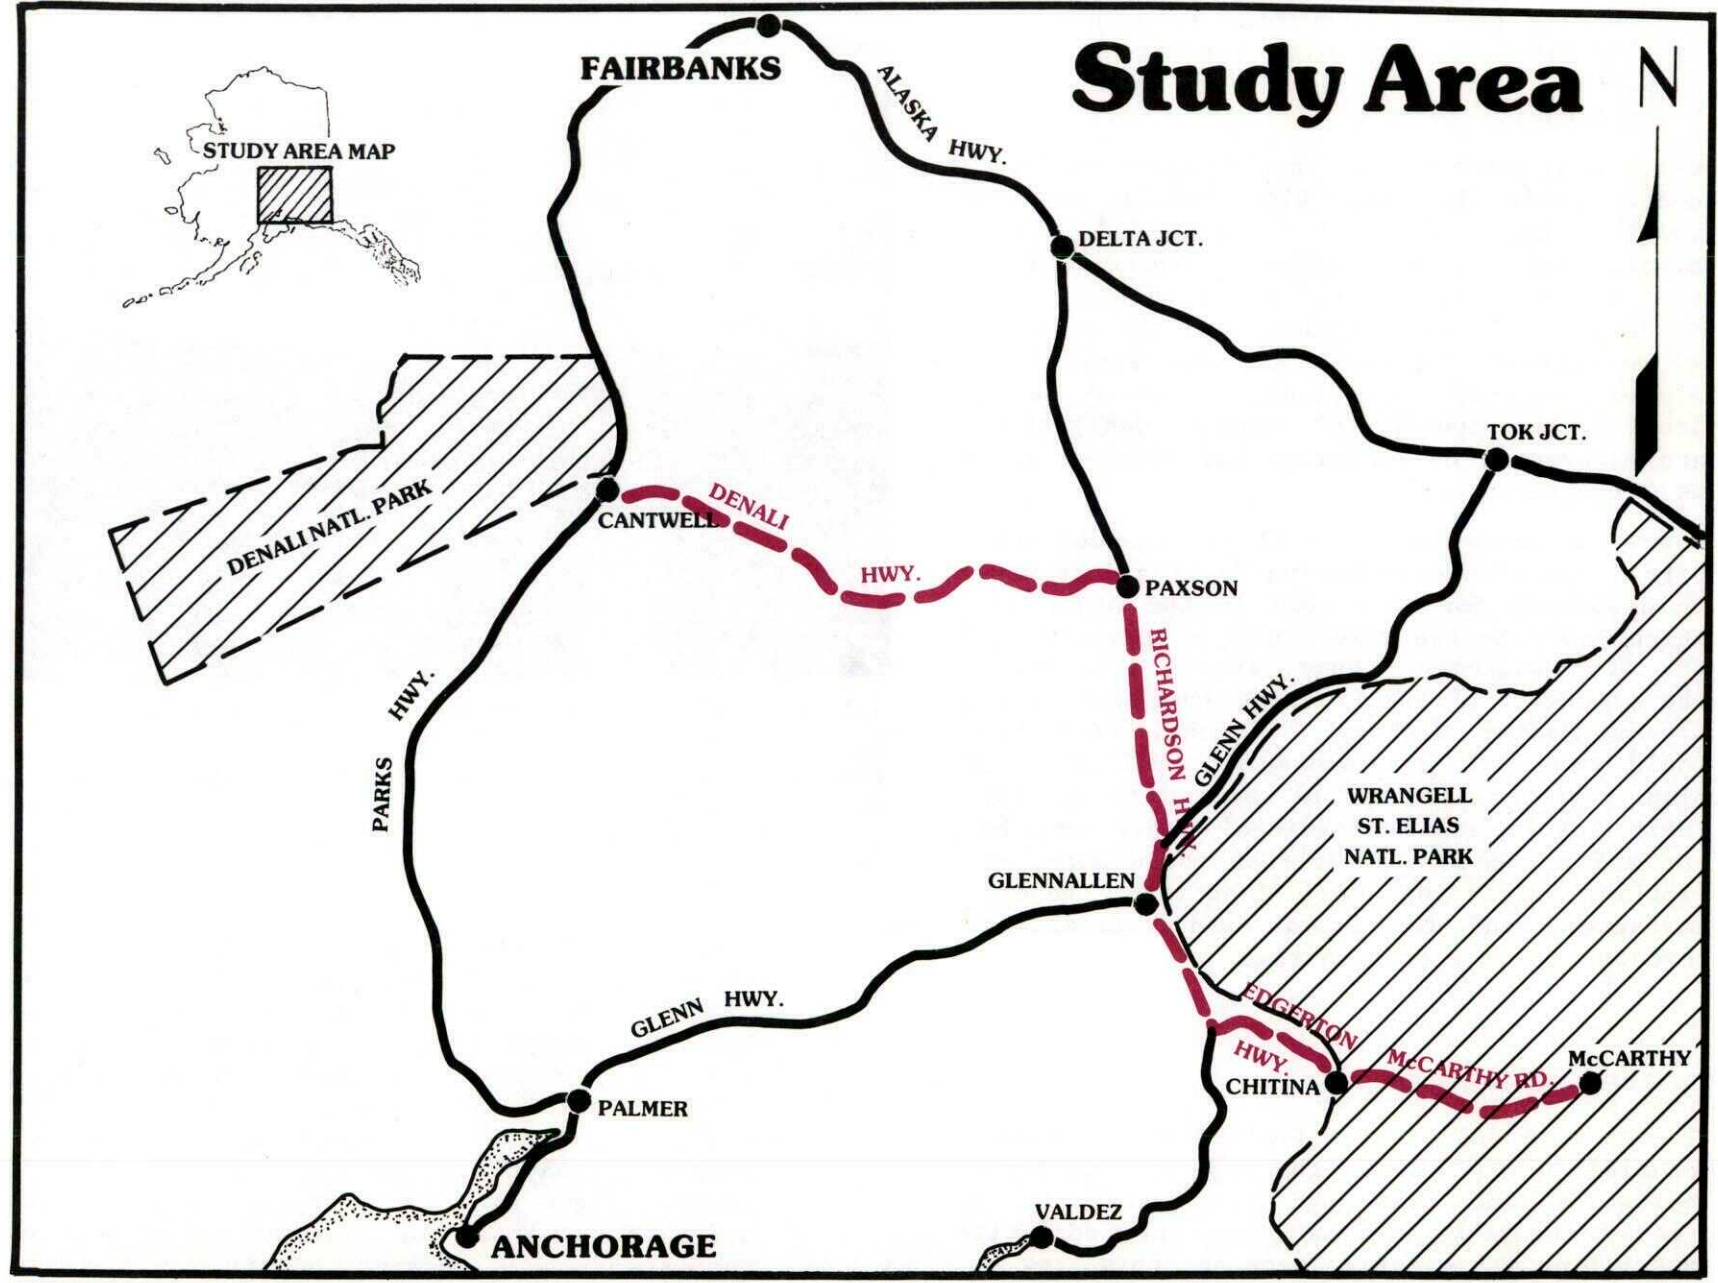 Study Area
N
FAIRBANKS
ALASKA HWY.
STUDY AREA MAP
DELTA JCT.
TOK JCT.
DENALI NATL. PARK
CANTWELL
DENALI
HWY.
PAXSON
RICHARDSON HWY.
GLENN HWY.
PARKS HWY.
WRANGELL
ST. ELIAS
NATL. PARK
GLENNALLEN
GLENN HWY.
EDGERTON
HWY.
McCARTHY RD.
McCARTHY
CHITINA
PALMER
VALDEZ
ANCHORAGE